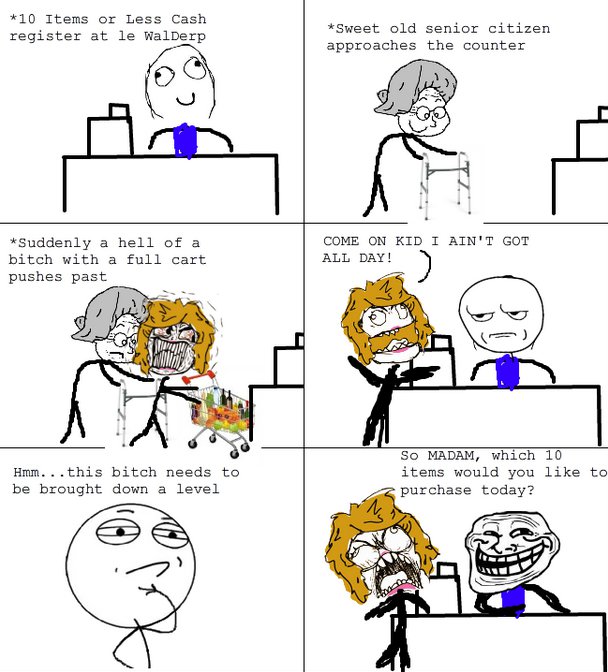 *10 Items or Less Cash
register at le WalDerp
*Sweet old senior citizen
approaches the counter
*Suddenly a hell of a
bitch with a full cart
pushes past
COME ON KID I AIN'T GOT
ALL DAY!
Hmm...this bitch needs to
be brought down a level
So MADAM, which 10
items would you like to
purchase today?